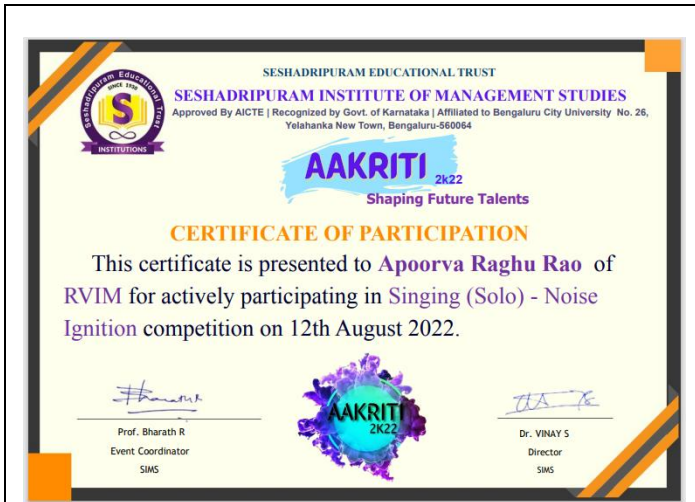 Seshadripuram Educational Trust
SINCE 1930
S
INSTITUTIONS
SESHADRIPURAM EDUCATIONAL TRUST
SESHADRIPURAM INSTITUTE OF MANAGEMENT STUDIES
Approved By AICTE | Recognized by Govt. of Karnataka | Affiliated to Bengaluru City University No. 26,
Yelahanka New Town, Bengaluru-560064
AAKRITI
2k22
Shaping Future Talents
CERTIFICATE OF PARTICIPATION
This certificate is presented to Apoorva Raghu Rao of
RVIM for actively participating in Singing (Solo) - Noise
Ignition competition on 12th August 2022.
Bharath R
Prof. Bharath R
Event Coordinator
SIMS
AAKRITI
2K22
Dr. VINAY S
Director
SIMS